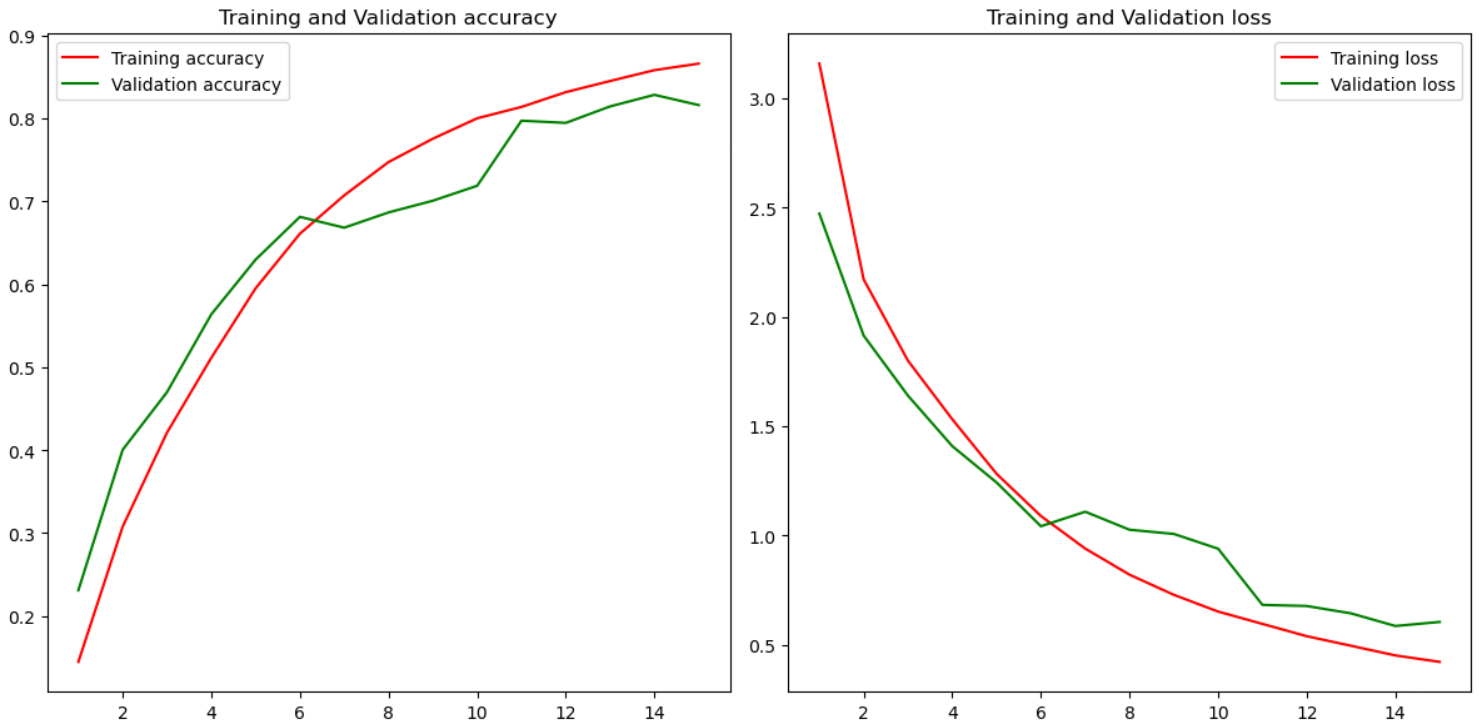 Training and Validation accuracy
0.9
0.8
0.7
0.6
0.5
0.4
0.3
0.2
Training accuracy
Validation accuracy
2 4 6 8 10 12 14
Training and Validation loss
3.0
2.5
2.0
1.5
1.0
0.5
Training loss
Validation loss
2 4 6 8 10 12 14